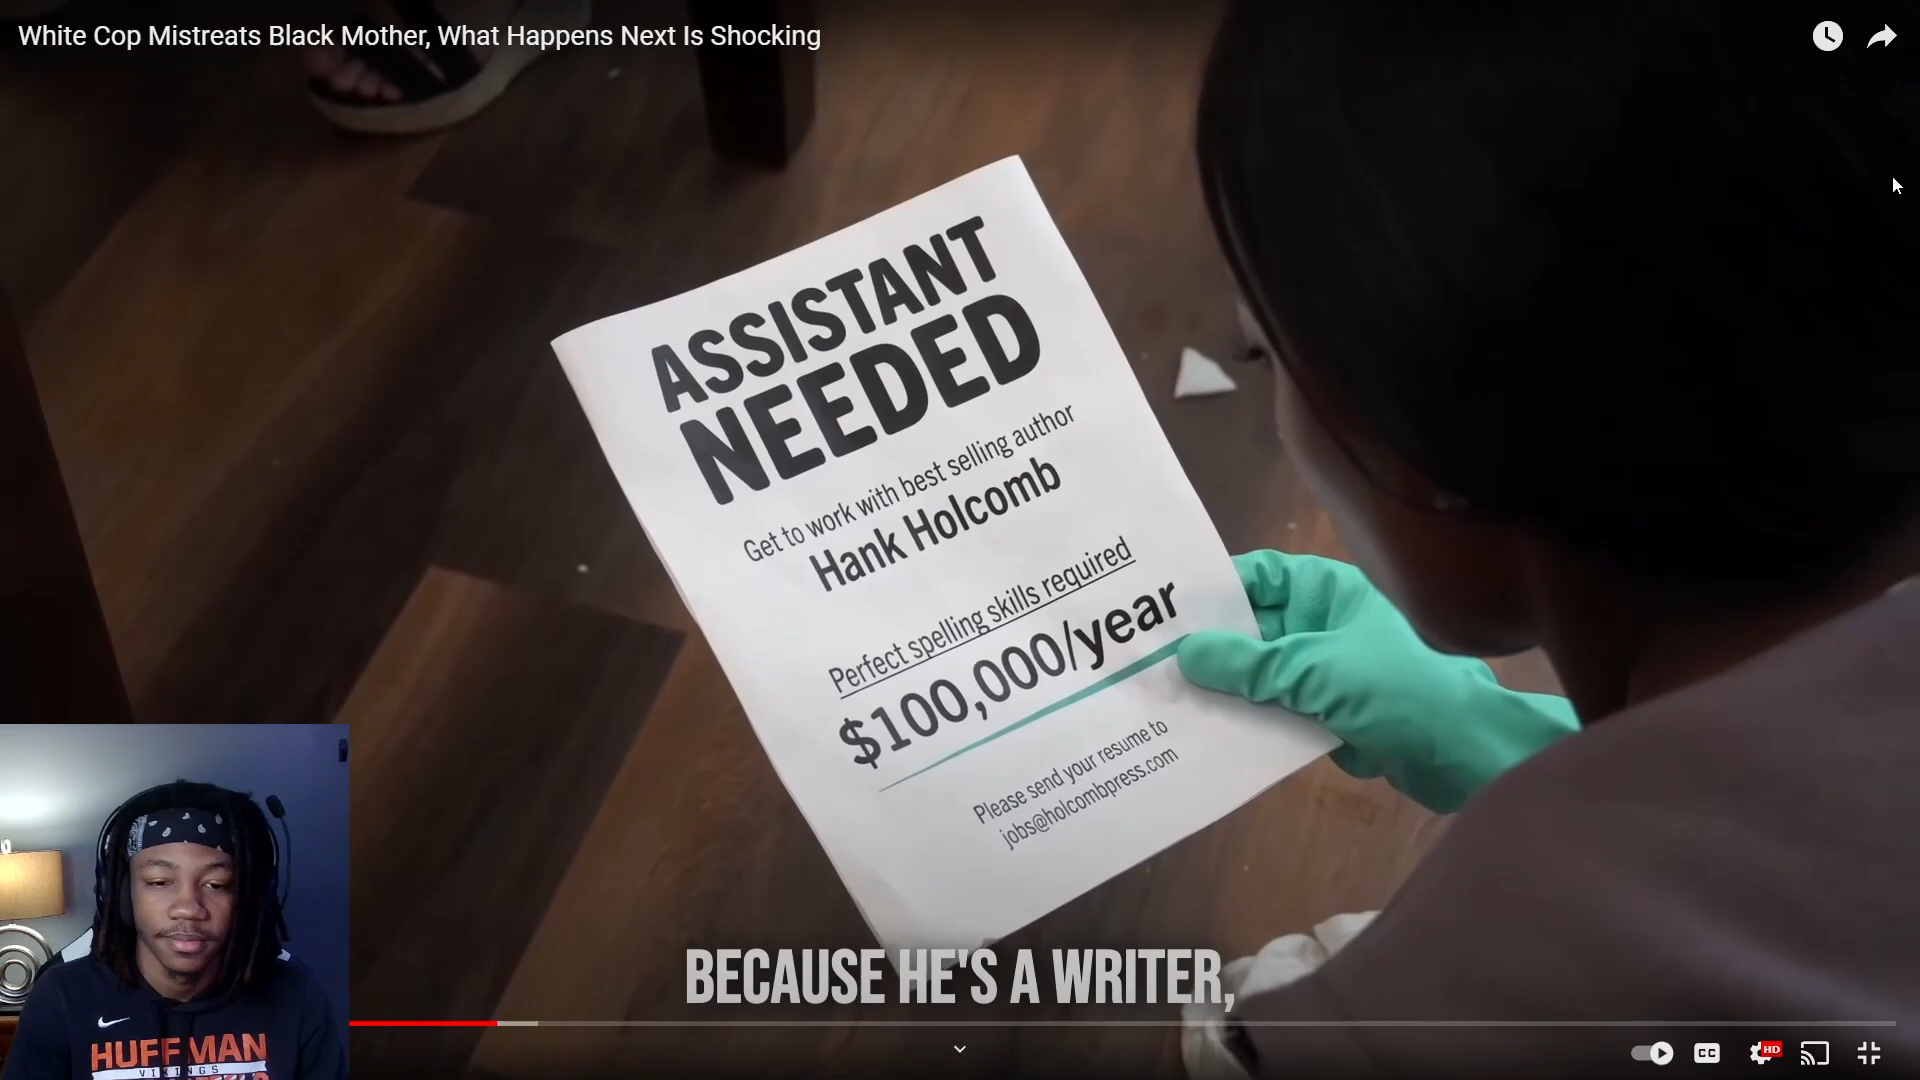 White Cop Mistreats Black Mother, What Happens Next Is Shocking
ASSISTANT
NEEDED
Get to work with best selling author
Hank Holcomb
Perfect spelling skills required
$100,000/year
Please send your resume to
jobs@holcombpress.com
BECAUSE HE'S A WRITER,
HUFFMAN
VIKINGS
CC
HD